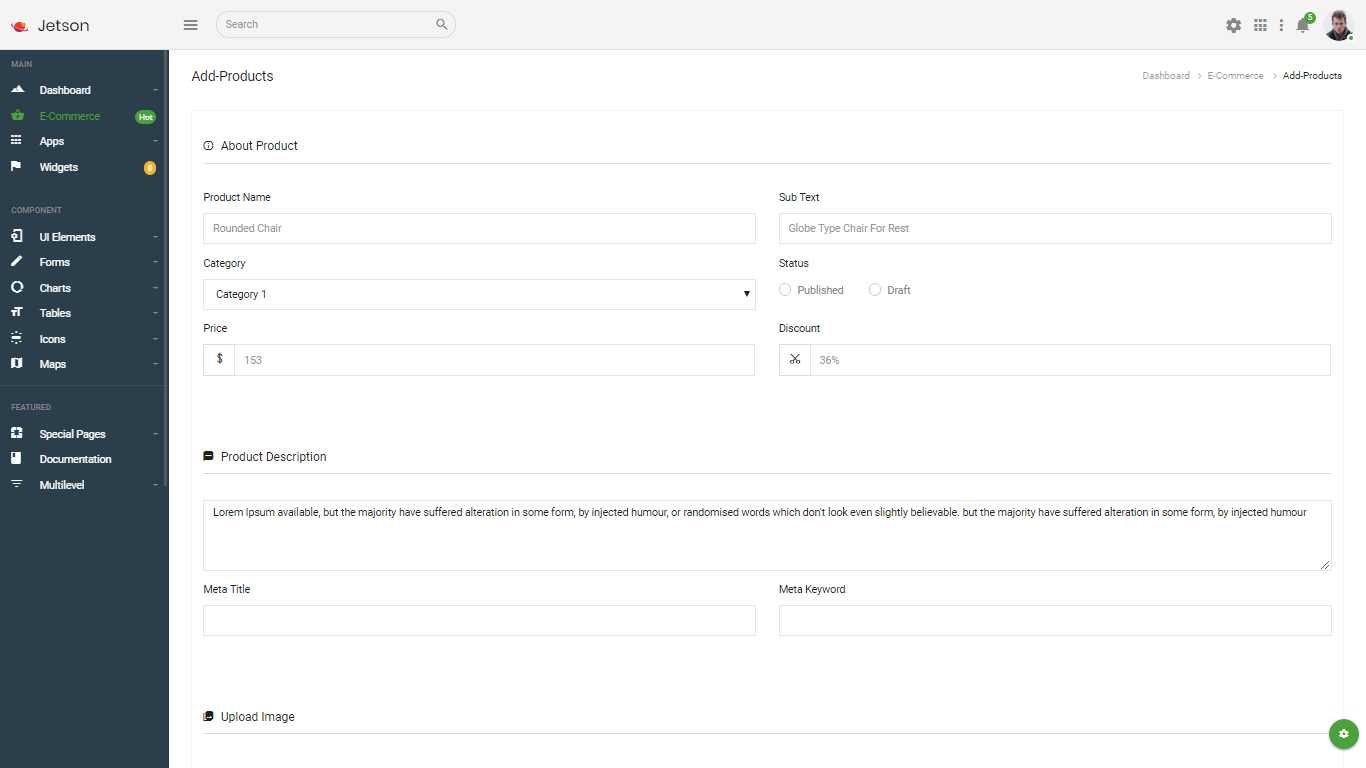 Jetson
Search
5
MAIN
Dashboard
E-Commerce Hot
Apps
Widgets 8
COMPONENT
UI Elements
Forms
Charts
Tables
Icons
Maps
FEATURED
Special Pages
Documentation
Multilevel
Add-Products
Dashboard > E-Commerce > Add-Products
About Product
Product Name
Rounded Chair
Sub Text
Globe Type Chair For Rest
Category
Category 1
Status
Published Draft
Price
$ 153
Discount
36%
Product Description
Lorem Ipsum available, but the majority have suffered alteration in some form, by injected humour, or randomised words which don't look even slightly believable. but the majority have suffered alteration in some form, by injected humour
Meta Title
Meta Keyword
Upload Image